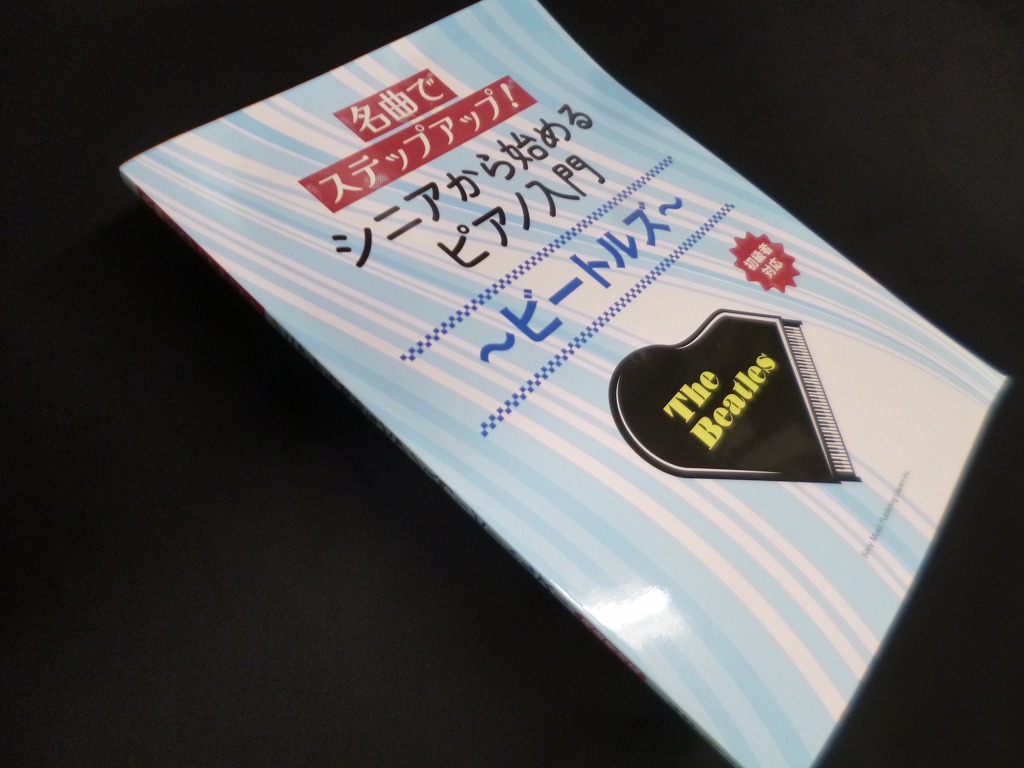 名曲で
ステップアップ!
シニアから始める
ピアノ入門
~ビートルズ~
初級者
対応
The
Beatles